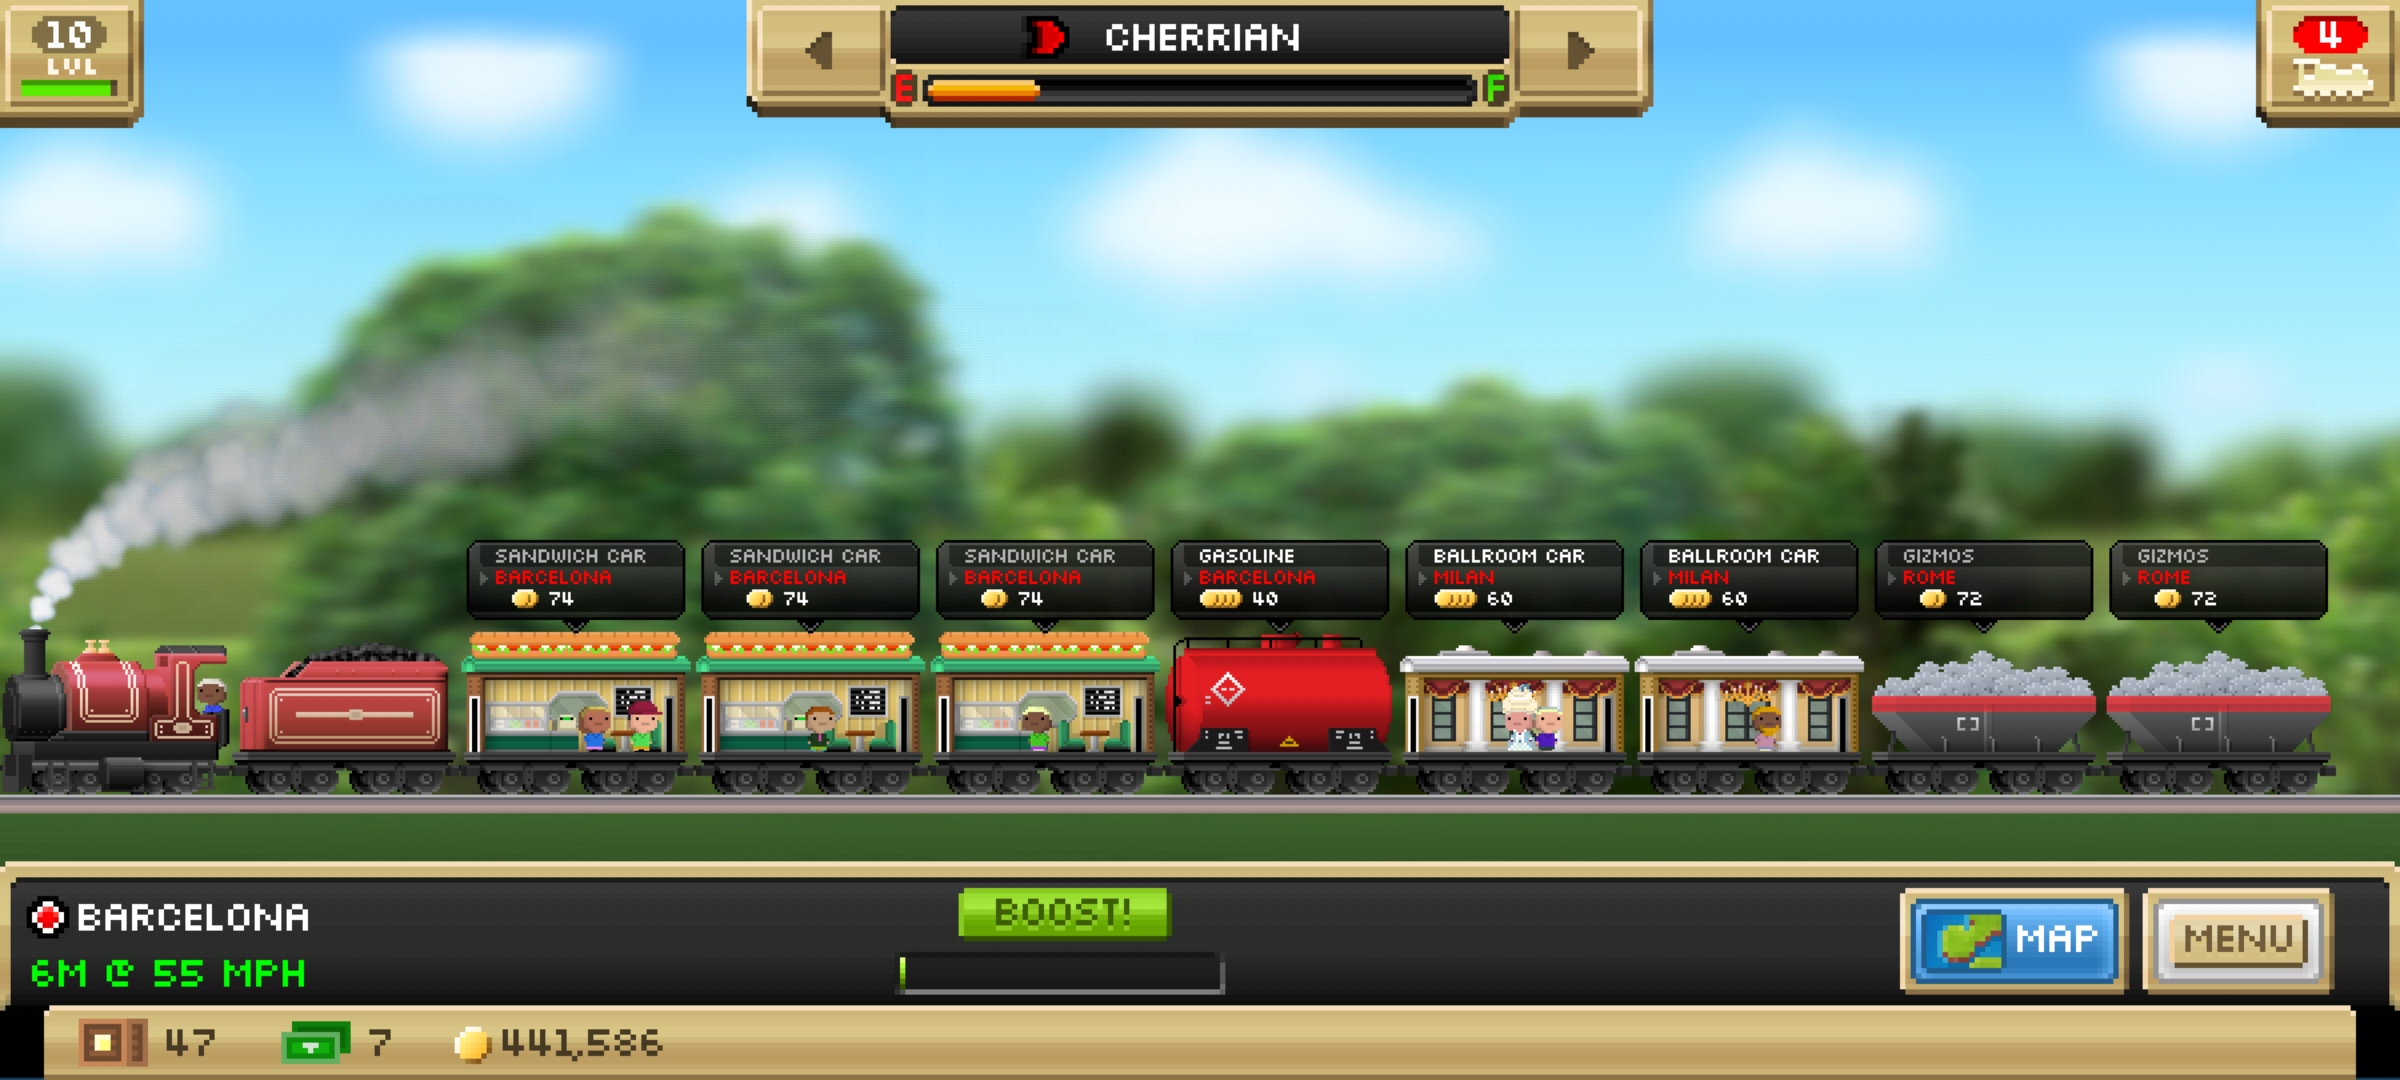 10
LVL
CHERRIAN
E
F
4
SANDWICH CAR
BARCELONA
74
SANDWICH CAR
BARCELONA
74
SANDWICH CAR
BARCELONA
74
GASOLINE
BARCELONA
40
BALLROOM CAR
MILAN
60
BALLROOM CAR
MILAN
60
GIZMOS
ROME
72
GIZMOS
ROME
72
BARCELONA
6M @ 55 MPH
BOOST!
MAP
MENU
47
7
441,586